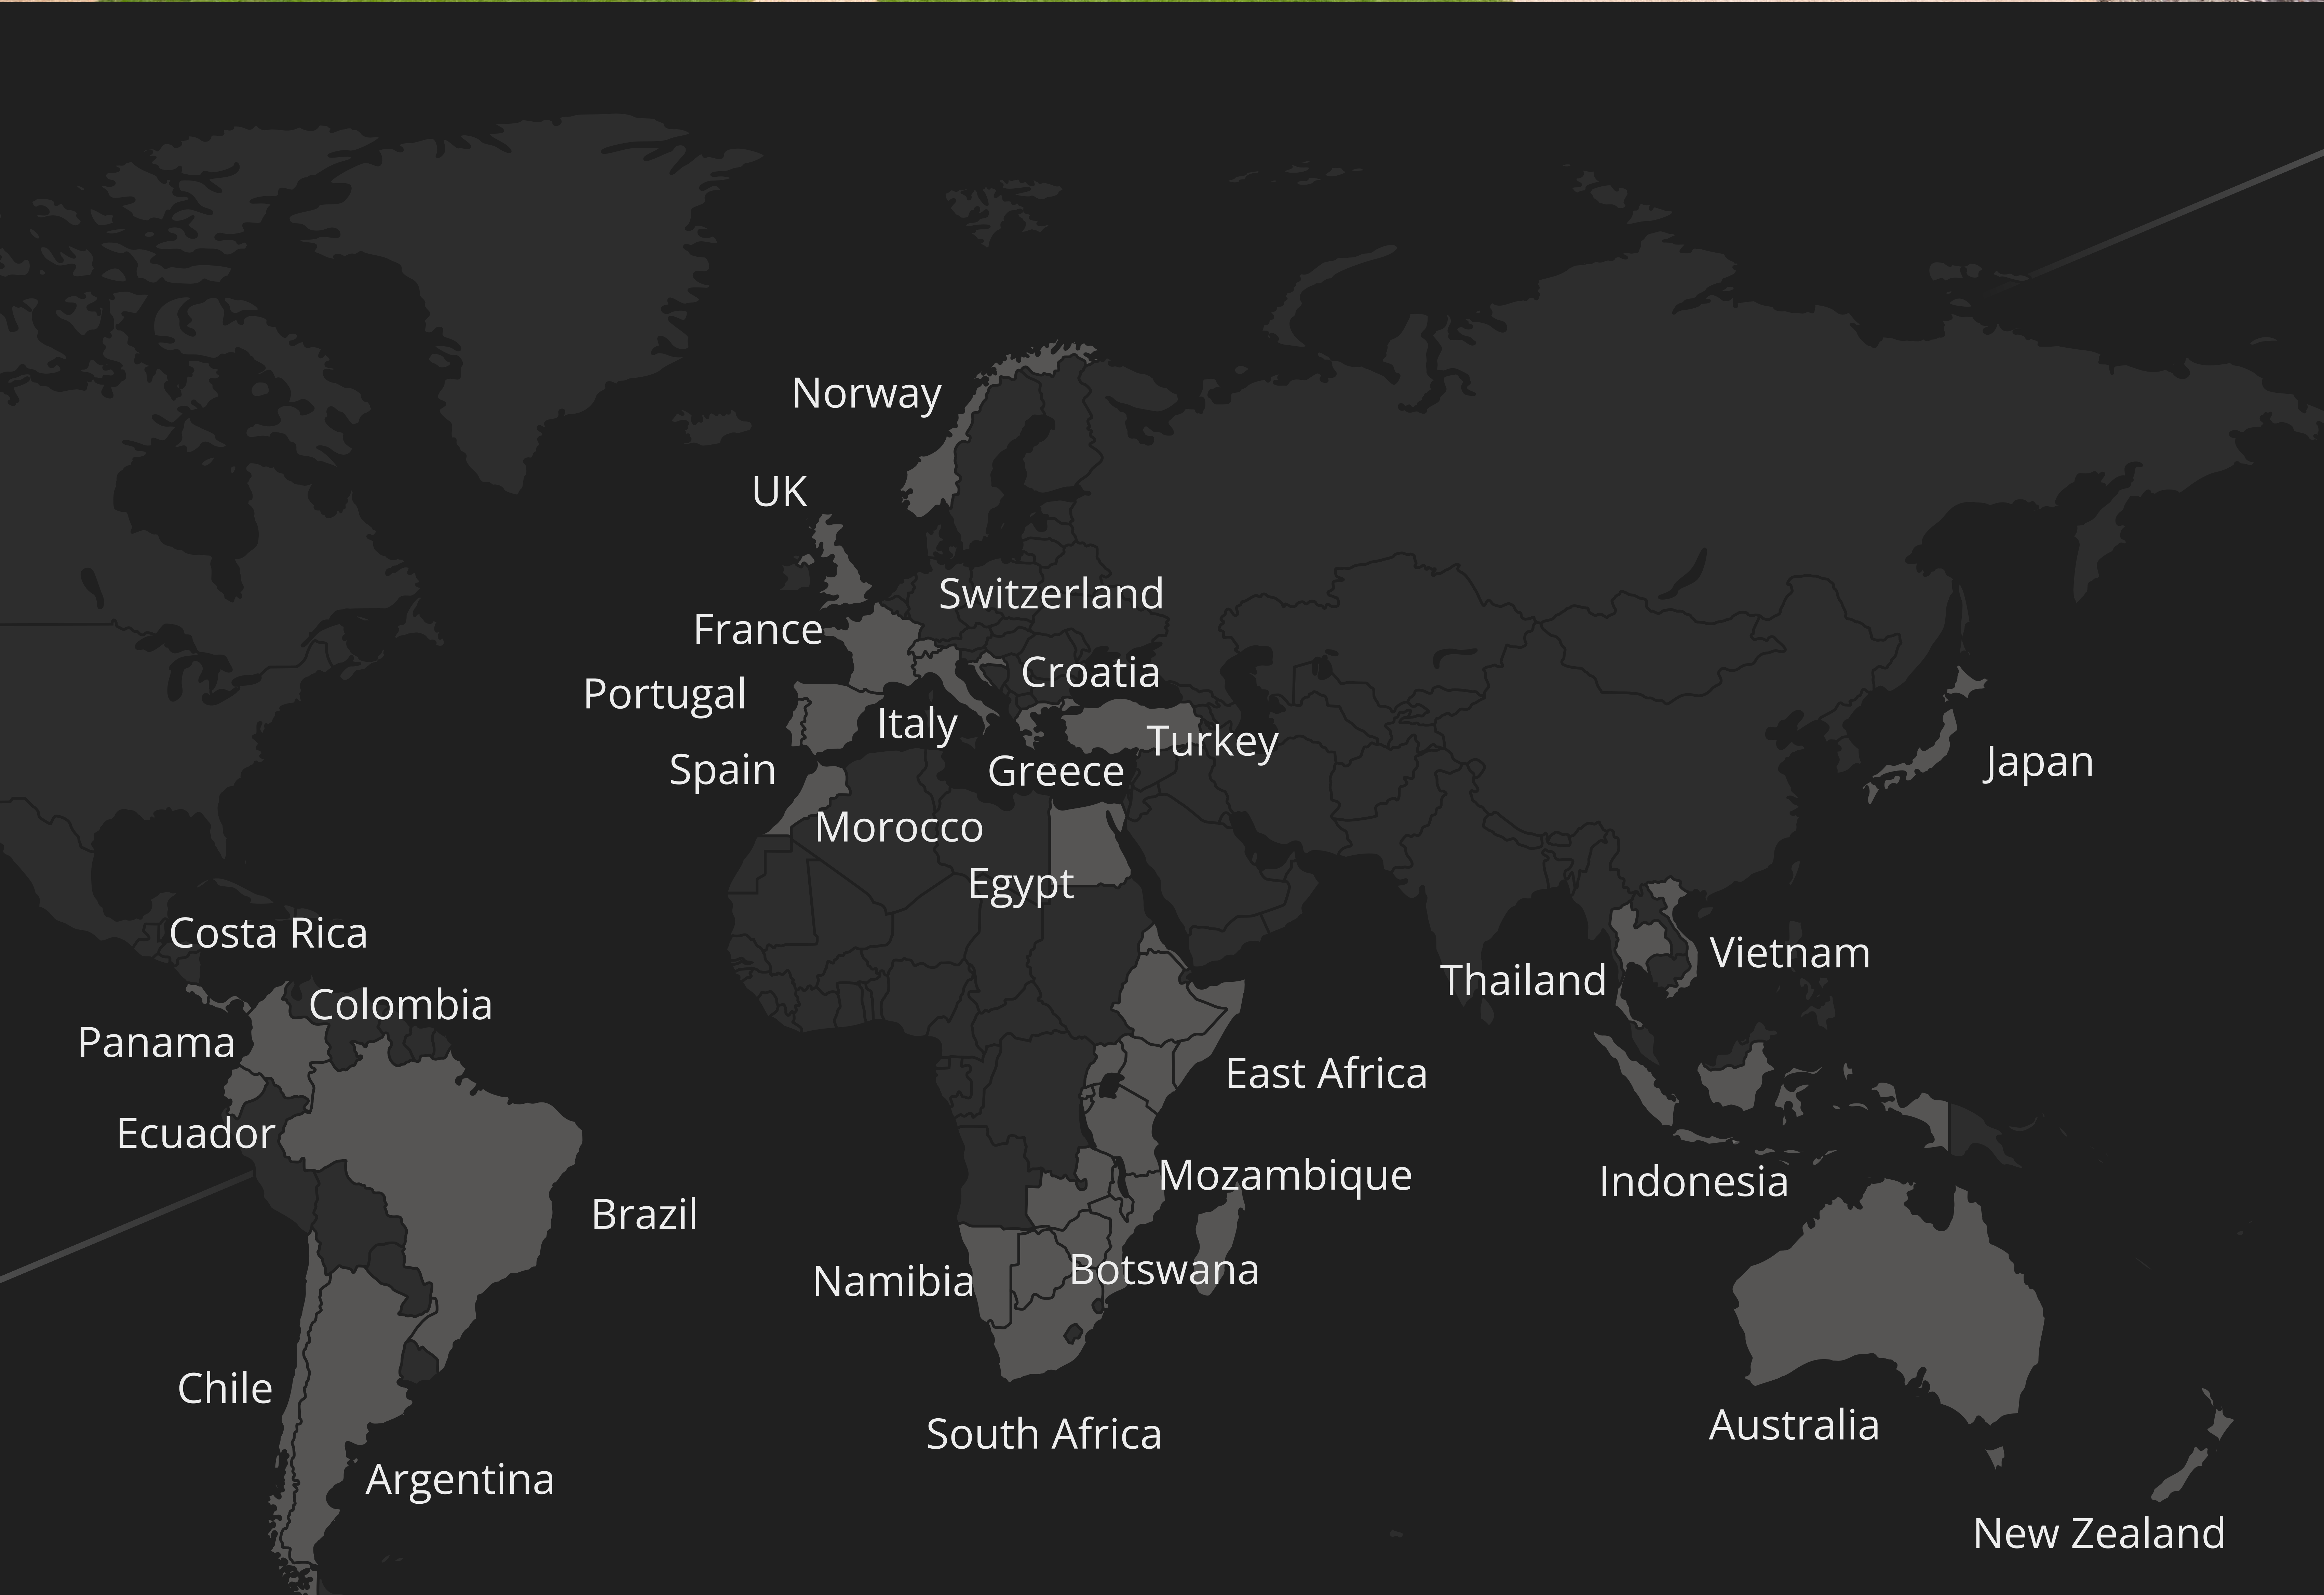 Norway
UK
Switzerland
France
Croatia
Portugal
Italy
Turkey
Spain
Greece
Japan
Morocco
Egypt
Costa Rica
Vietnam
Thailand
Colombia
Panama
East Africa
Ecuador
Mozambique
Indonesia
Brazil
Botswana
Namibia
Chile
Australia
South Africa
Argentina
New Zealand